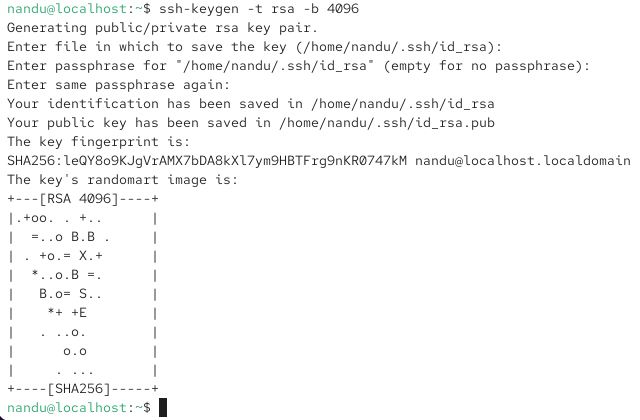 nandu@localhost:~$ ssh-keygen -t rsa -b 4096
Generating public/private rsa key pair.
Enter file in which to save the key (/home/nandu/.ssh/id_rsa):
Enter passphrase for "/home/nandu/.ssh/id_rsa" (empty for no passphrase):
Enter same passphrase again:
Your identification has been saved in /home/nandu/.ssh/id_rsa
Your public key has been saved in /home/nandu/.ssh/id_rsa.pub
The key fingerprint is:
SHA256:leQY8o9KJgVrAMX7bDA8kXl7ym9HBTFrg9nKR0747kM nandu@localhost.localdomain
The key's randomart image is:
+---[RSA 4096]----+
|.+oo. . +..      |
|  =..o B.B .     |
| . +o.= X.+      |
|  *..o.B =.      |
|   B.o= S..      |
|    *+ +E        |
|   . ..o.        |
|      o.o        |
|     . ...       |
+----[SHA256]-----+
nandu@localhost:~$